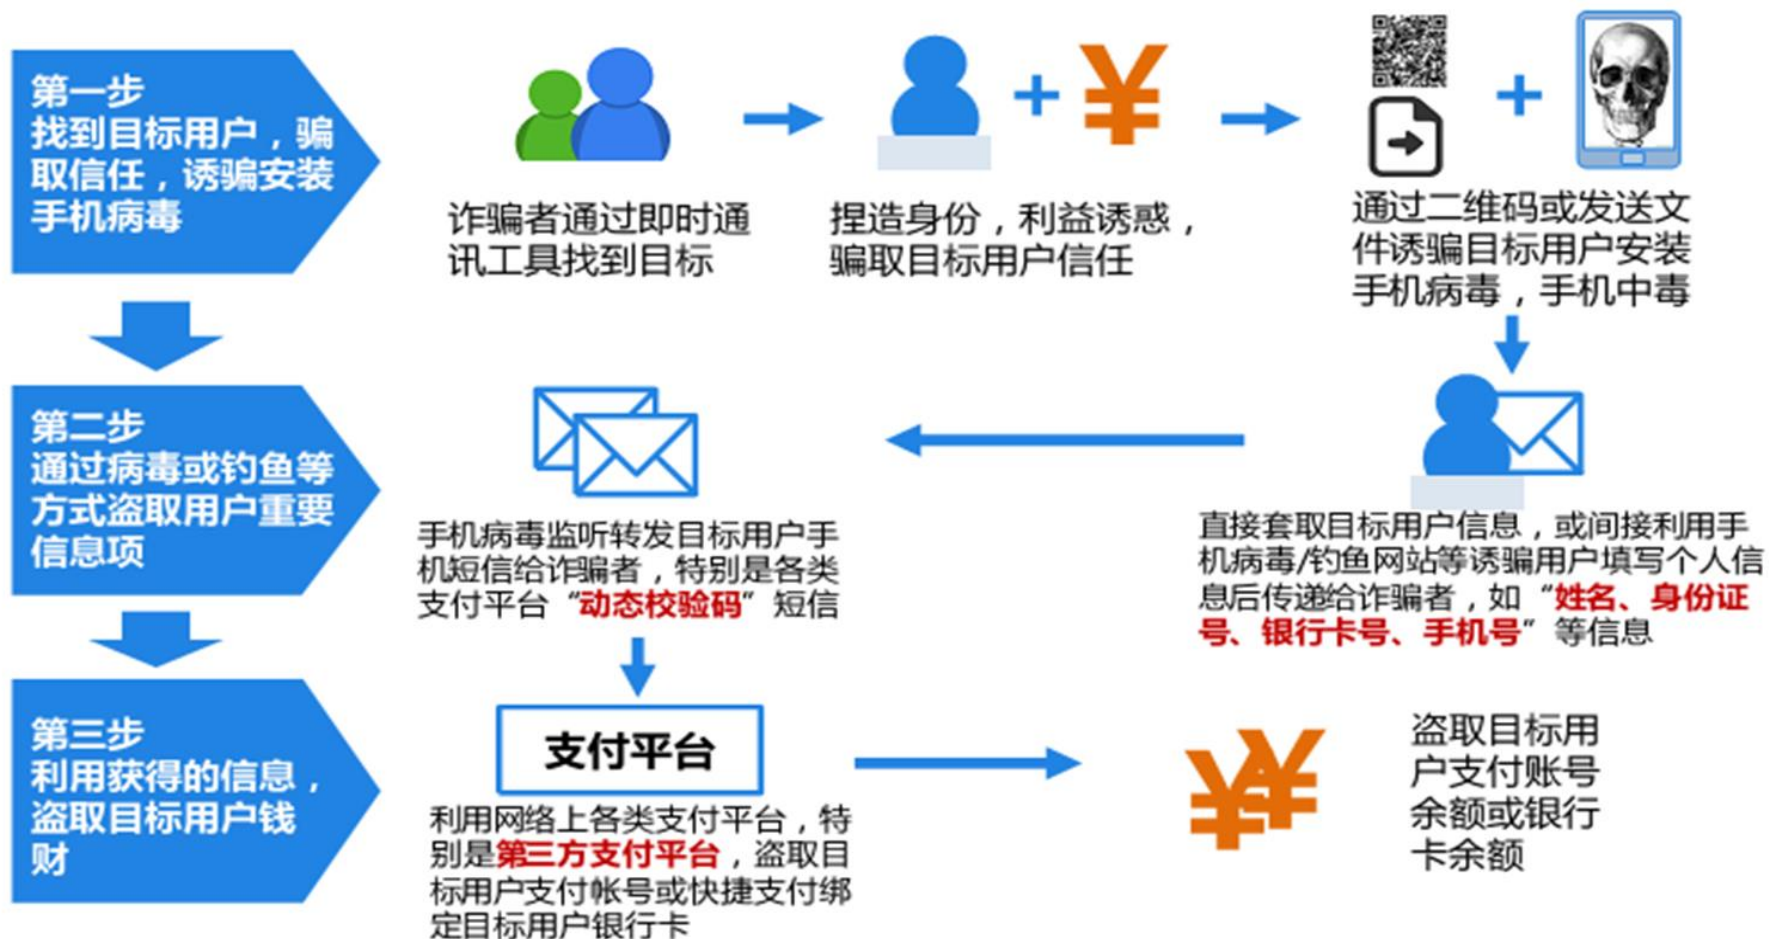 第一步
找到目标用户，骗
取信任，诱骗安装
手机病毒
诈骗者通过即时通
讯工具找到目标
捏造身份，利益诱惑，
骗取目标用户信任
通过二维码或发送文
件诱骗目标用户安装
手机病毒，手机中毒
第二步
通过病毒或钓鱼等
方式盗取用户重要
信息项
手机病毒监听转发目标用户手
机短信给诈骗者，特别是各类
支付平台“动态校验码”短信
直接套取目标用户信息，或间接利用手
机病毒/钓鱼网站等诱骗用户填写个人信
息后传递给诈骗者，如“姓名、身份证
号、银行卡号、手机号”等信息
第三步
利用获得的信息，
盗取目标用户钱
财
支付平台
利用网络上各类支付平台，特
别是第三方支付平台，盗取目
标用户支付帐号或快捷支付绑
定目标用户银行卡
盗取目标用
户支付账号
余额或银行
卡余额